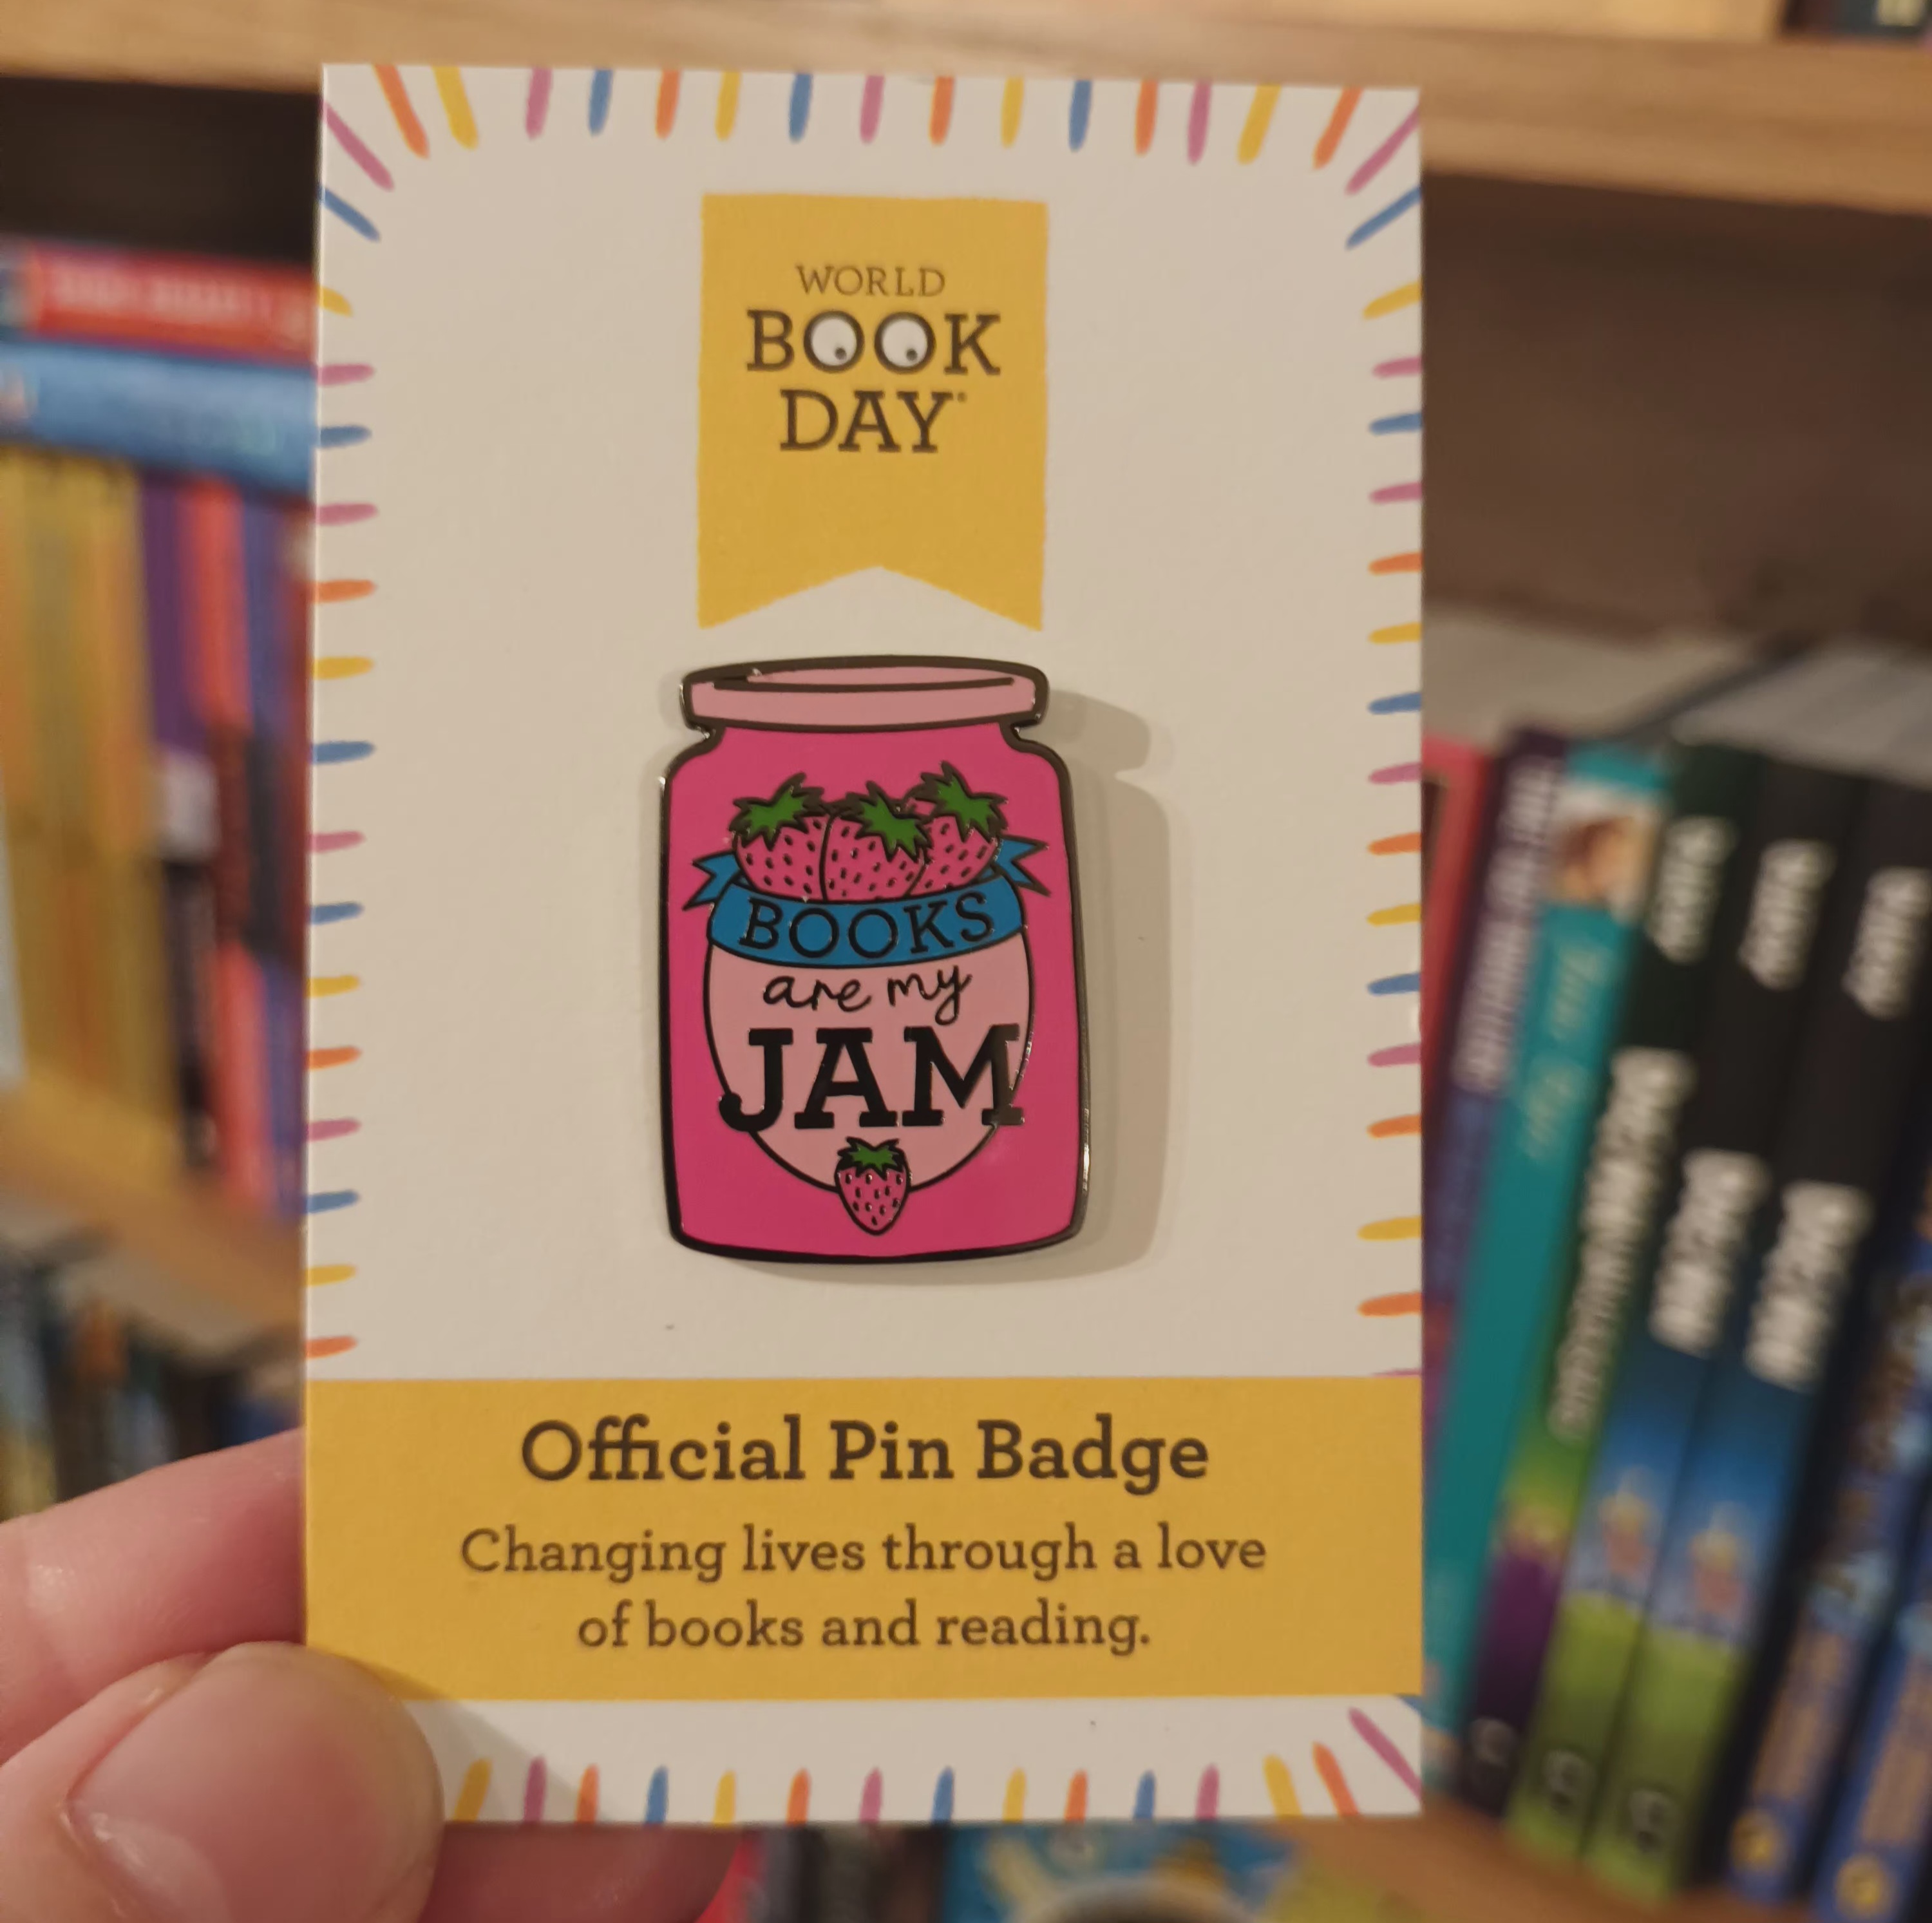 WORLD
BOOK
DAY
BOOKS
are my
JAM
Official Pin Badge
Changing lives through a love
of books and reading.